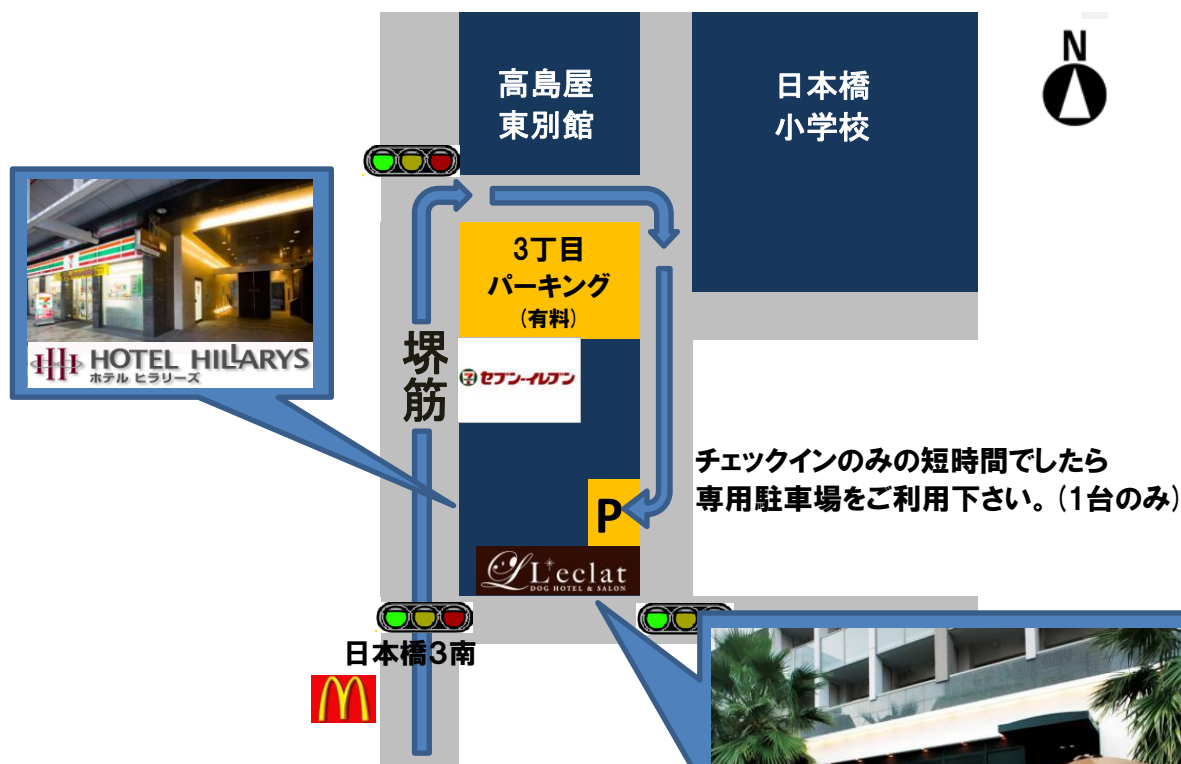 N
高島屋
東別館
日本橋
小学校
3丁目
パーキング
(有料)
HOTEL HILLARYS
ホテル ヒラリーズ
堺筋
セブン-イレブン
チェックインのみの短時間でしたら
専用駐車場をご利用下さい。(1台のみ)
P
L'eclat
DOG HOTEL & SALON
日本橋3南